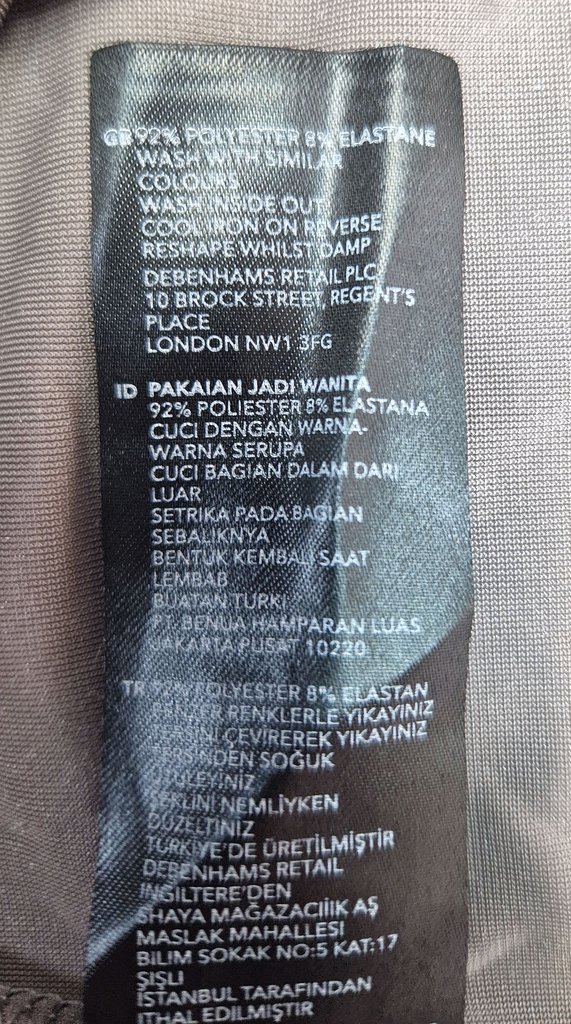 GB 92% POLYESTER 8% ELASTANE
WASH WITH SIMILAR
COLOURS
WASH INSIDE OUT
COOL IRON ON REVERSE
RESHAPE WHILST DAMP
DEBENHAMS RETAIL PLC
10 BROCK STREET, REGENT'S
PLACE
LONDON NW1 3FG
ID PAKAIAN JADI WANITA
92% POLIESTER 8% ELASTANA
CUCI DENGAN WARNA-
WARNA SERUPA
CUCI BAGIAN DALAM DARI
LUAR
SETRIKA PADA BAGIAN
SEBALIKNYA
BENTUK KEMBALI SAAT
LEMBAB
BUATAN TURKI
PT. BENUA HAMPARAN LUAS
JAKARTA PUSAT 10220
TR 92% POLYESTER 8% ELASTAN
RENKLERLE YIKAYINIZ
ÇEVIREREK YIKAYINIZ
TERSINDEN SOĞUK
ÜTÜLEYINIZ
ŞEKLINI NEMLIYKEN
DÜZELTINIZ
TÜRKIYE'DE ÜRETILMIŞTIR
DEBENHAMS RETAIL
INGILTERE'DEN
SHAYA MAĞAZACIIIK AŞ
MASLAK MAHALLESI
BILIM SOKAK NO:5 KAT:17
ŞIŞLI
İSTANBUL TARAFINDAN
ITHAL EDILMIŞTIR